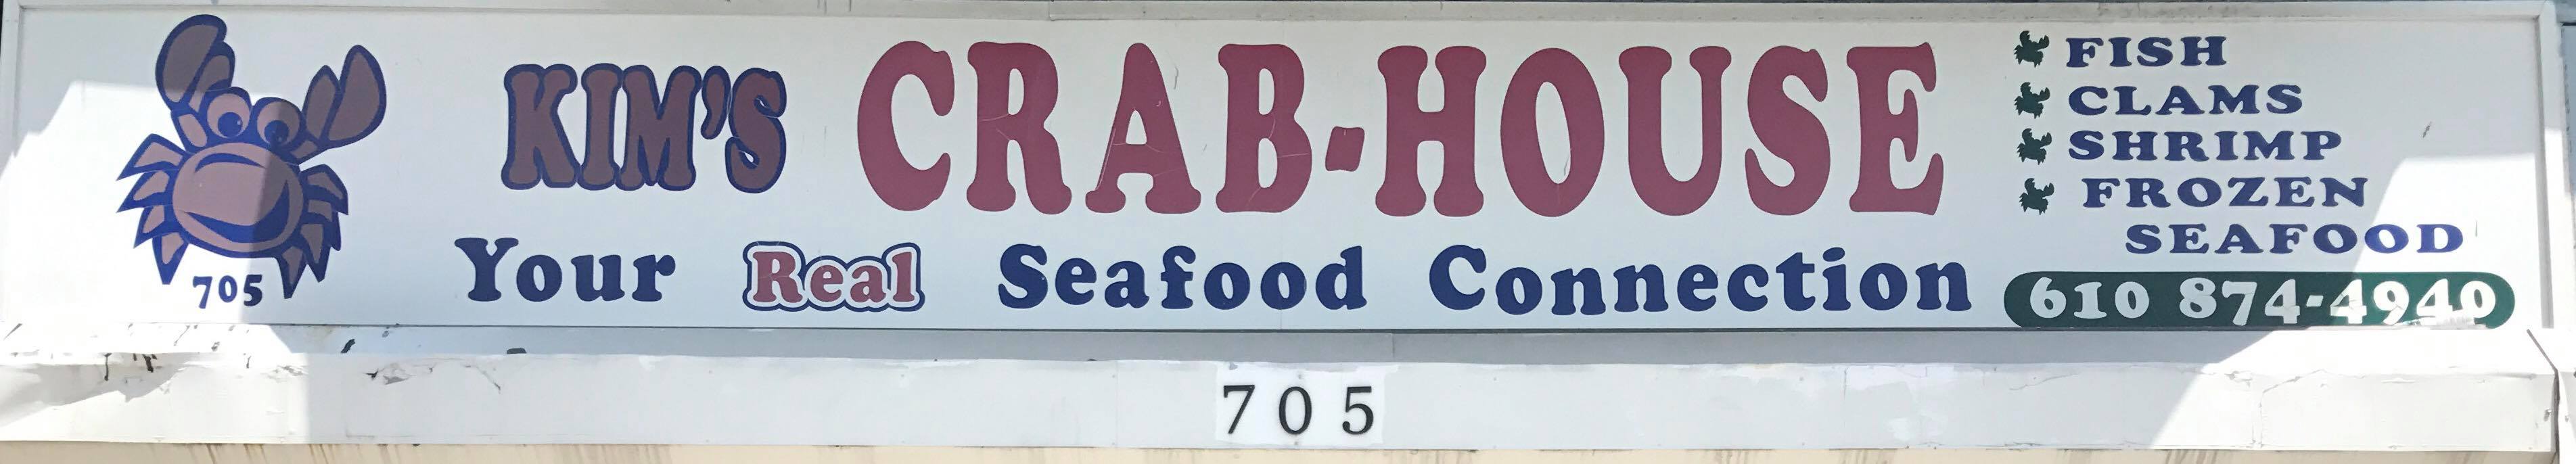 KIM'S CRAB-HOUSE
Your Real Seafood Connection
705
FISH
CLAMS
SHRIMP
FROZEN
SEAFOOD
610 874-4940
705